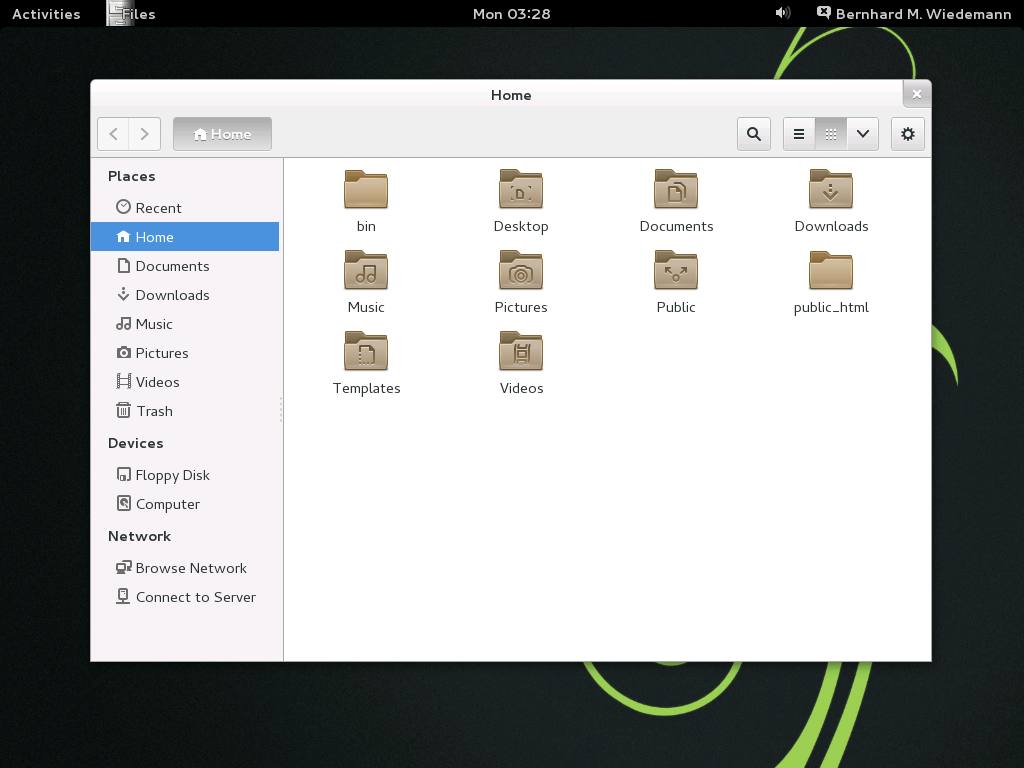 Activities Files Mon 03:28 Bernhard M. Wiedemann
Home
Home
Places
Recent
Home
Documents
Downloads
Music
Pictures
Videos
Trash
Devices
Floppy Disk
Computer
Network
Browse Network
Connect to Server
bin Desktop Documents Downloads
Music Pictures Public public_html
Templates Videos